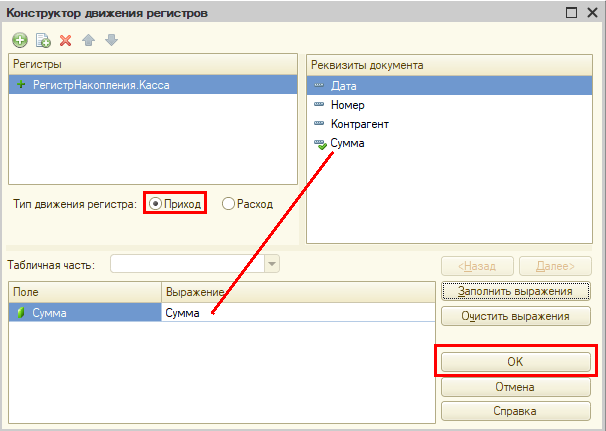 Конструктор движения регистров
Регистры
РегистрНакопления.Касса
Реквизиты документа
Дата
Номер
Контрагент
Сумма
Тип движения регистра: Приход Расход
Табличная часть:
<Назад Далее>
Поле Выражение
Сумма Сумма
Заполнить выражения
Очистить выражения
ОК
Отмена
Справка